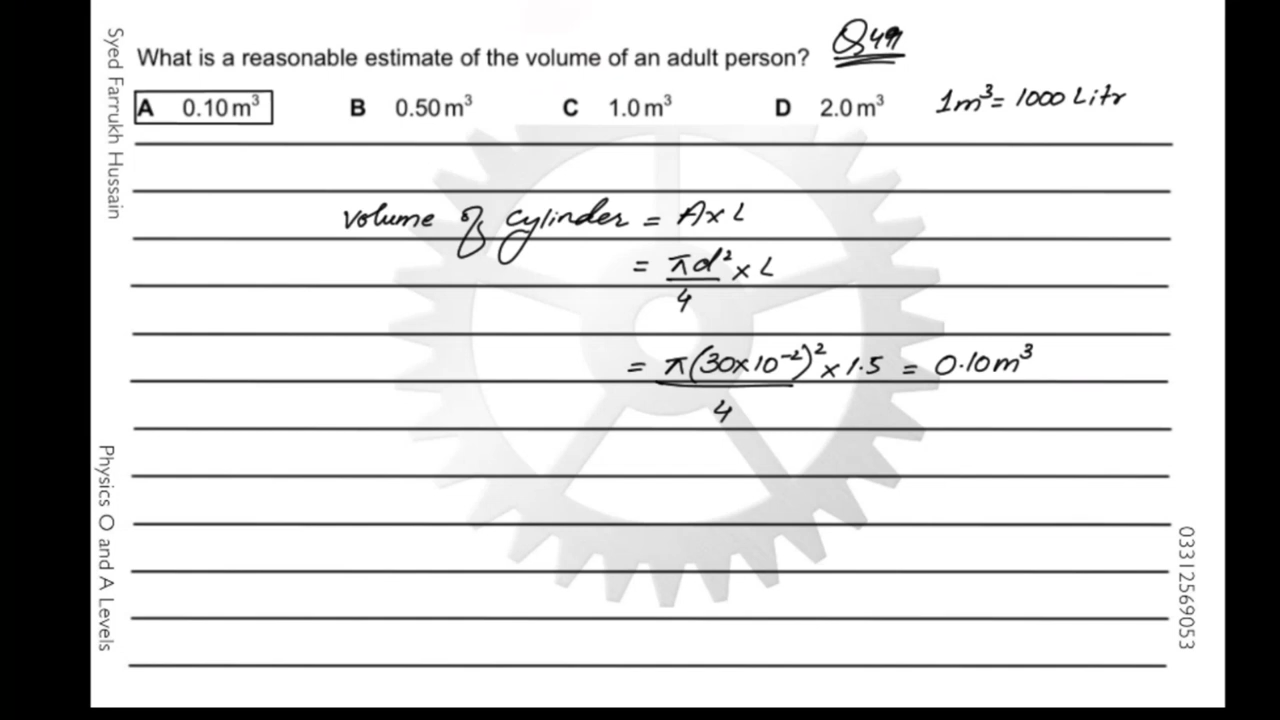 Q49
What is a reasonable estimate of the volume of an adult person?
A 0.10 m³ B 0.50 m³ C 1.0 m³ D 2.0 m³
1m³ = 1000 Litr
volume of cylinder = A x L
= πd²/4 x L
= π(30x10⁻²)²/4 x 1.5 = 0.10m³
Syed Farrukh Hussain
Physics O and A Levels
03312569053